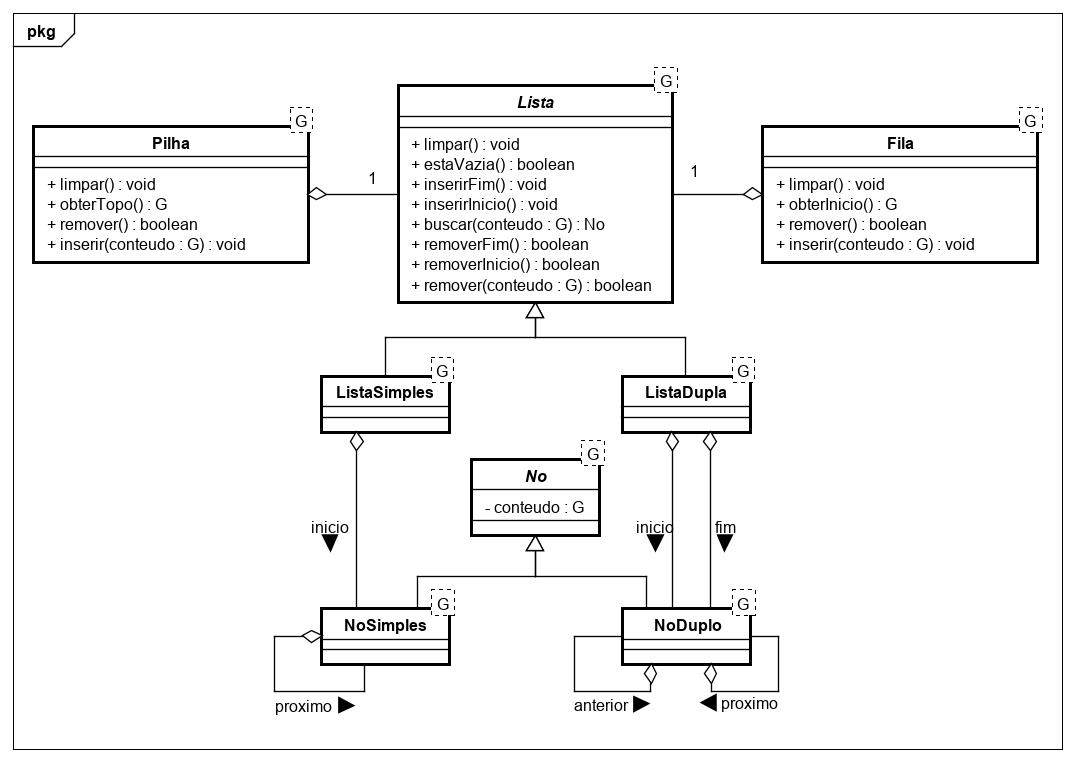 pkg
G
Pilha
+ limpar() : void
+ obterTopo() : G
+ remover() : boolean
+ inserir(conteudo : G) : void
1
G
Lista
+ limpar() : void
+ estaVazia() : boolean
+ inserirFim() : void
+ inserirInicio() : void
+ buscar(conteudo : G) : No
+ removerFim() : boolean
+ removerInicio() : boolean
+ remover(conteudo : G) : boolean
1
G
Fila
+ limpar() : void
+ obterInicio() : G
+ remover() : boolean
+ inserir(conteudo : G) : void
G
ListaSimples
G
ListaDupla
G
No
- conteudo : G
inicio
inicio
fim
G
NoSimples
G
NoDuplo
proximo
anterior
proximo